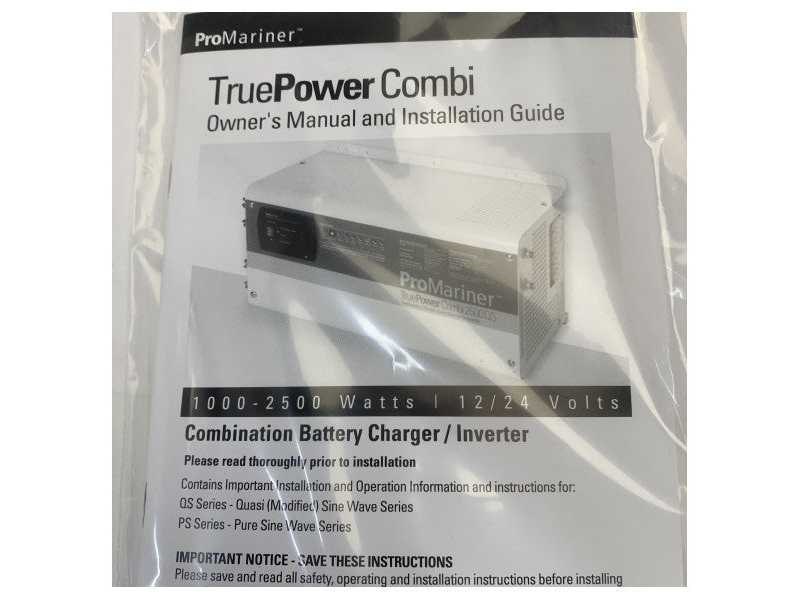 ProMariner™
TruePower Combi
Owner's Manual and Installation Guide
ProMariner™
TruePower Combi
1000-2500 Watts | 12/24 Volts
Combination Battery Charger / Inverter
Please read thoroughly prior to installation
Contains Important Installation and Operation Information and instructions for:
QS Series - Quasi (Modified) Sine Wave Series
PS Series - Pure Sine Wave Series
IMPORTANT NOTICE - SAVE THESE INSTRUCTIONS
Please save and read all safety, operating and installation instructions before installing